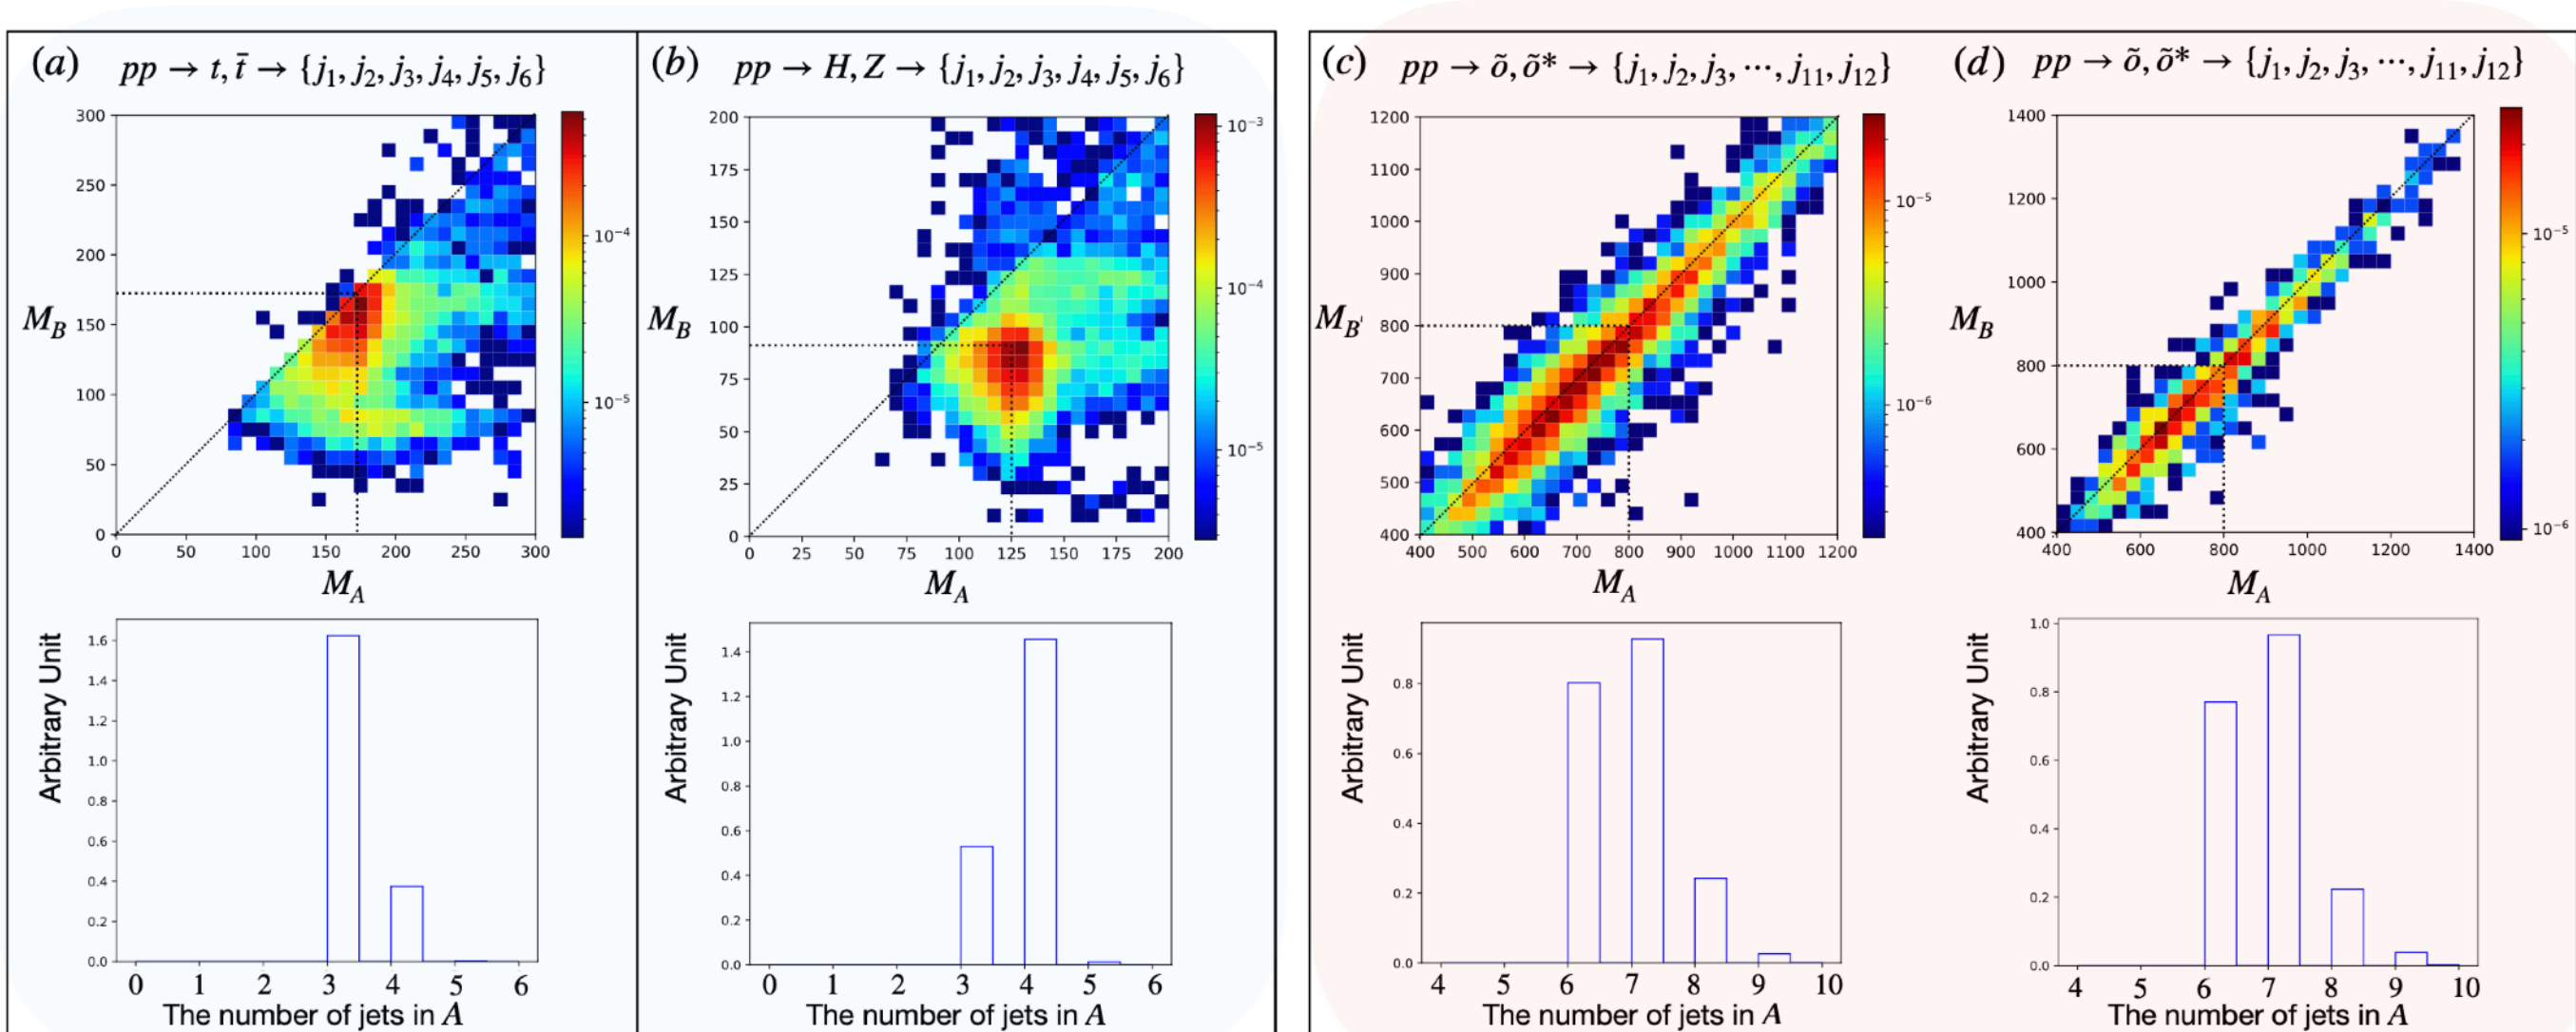 (a) pp → t, t̄ → {j₁, j₂, j₃, j₄, j₅, j₆}
300
250
200
150
100
50
0
M_B
0 50 100 150 200 250 300
M_A
10⁻⁴
10⁻⁵
Arbitrary Unit
1.6
1.4
1.2
1.0
0.8
0.6
0.4
0.2
0.0
0 1 2 3 4 5 6
The number of jets in A
(b) pp → H, Z → {j₁, j₂, j₃, j₄, j₅, j₆}
200
175
150
125
100
75
50
25
0
M_B
0 25 50 75 100 125 150 175 200
M_A
10⁻³
10⁻⁴
10⁻⁵
Arbitrary Unit
1.4
1.2
1.0
0.8
0.6
0.4
0.2
0.0
0 1 2 3 4 5 6
The number of jets in A
(c) pp → õ, õ* → {j₁, j₂, j₃, ⋯, j₁₁, j₁₂}
1200
1100
1000
900
800
700
600
500
400
M_B
400 500 600 700 800 900 1000 1100 1200
M_A
10⁻⁵
10⁻⁶
Arbitrary Unit
0.8
0.6
0.4
0.2
0.0
4 5 6 7 8 9 10
The number of jets in A
(d) pp → õ, õ* → {j₁, j₂, j₃, ⋯, j₁₁, j₁₂}
1400
1200
1000
800
600
400
M_B
400 600 800 1000 1200 1400
M_A
10⁻⁵
10⁻⁶
Arbitrary Unit
1.0
0.8
0.6
0.4
0.2
0.0
4 5 6 7 8 9 10
The number of jets in A